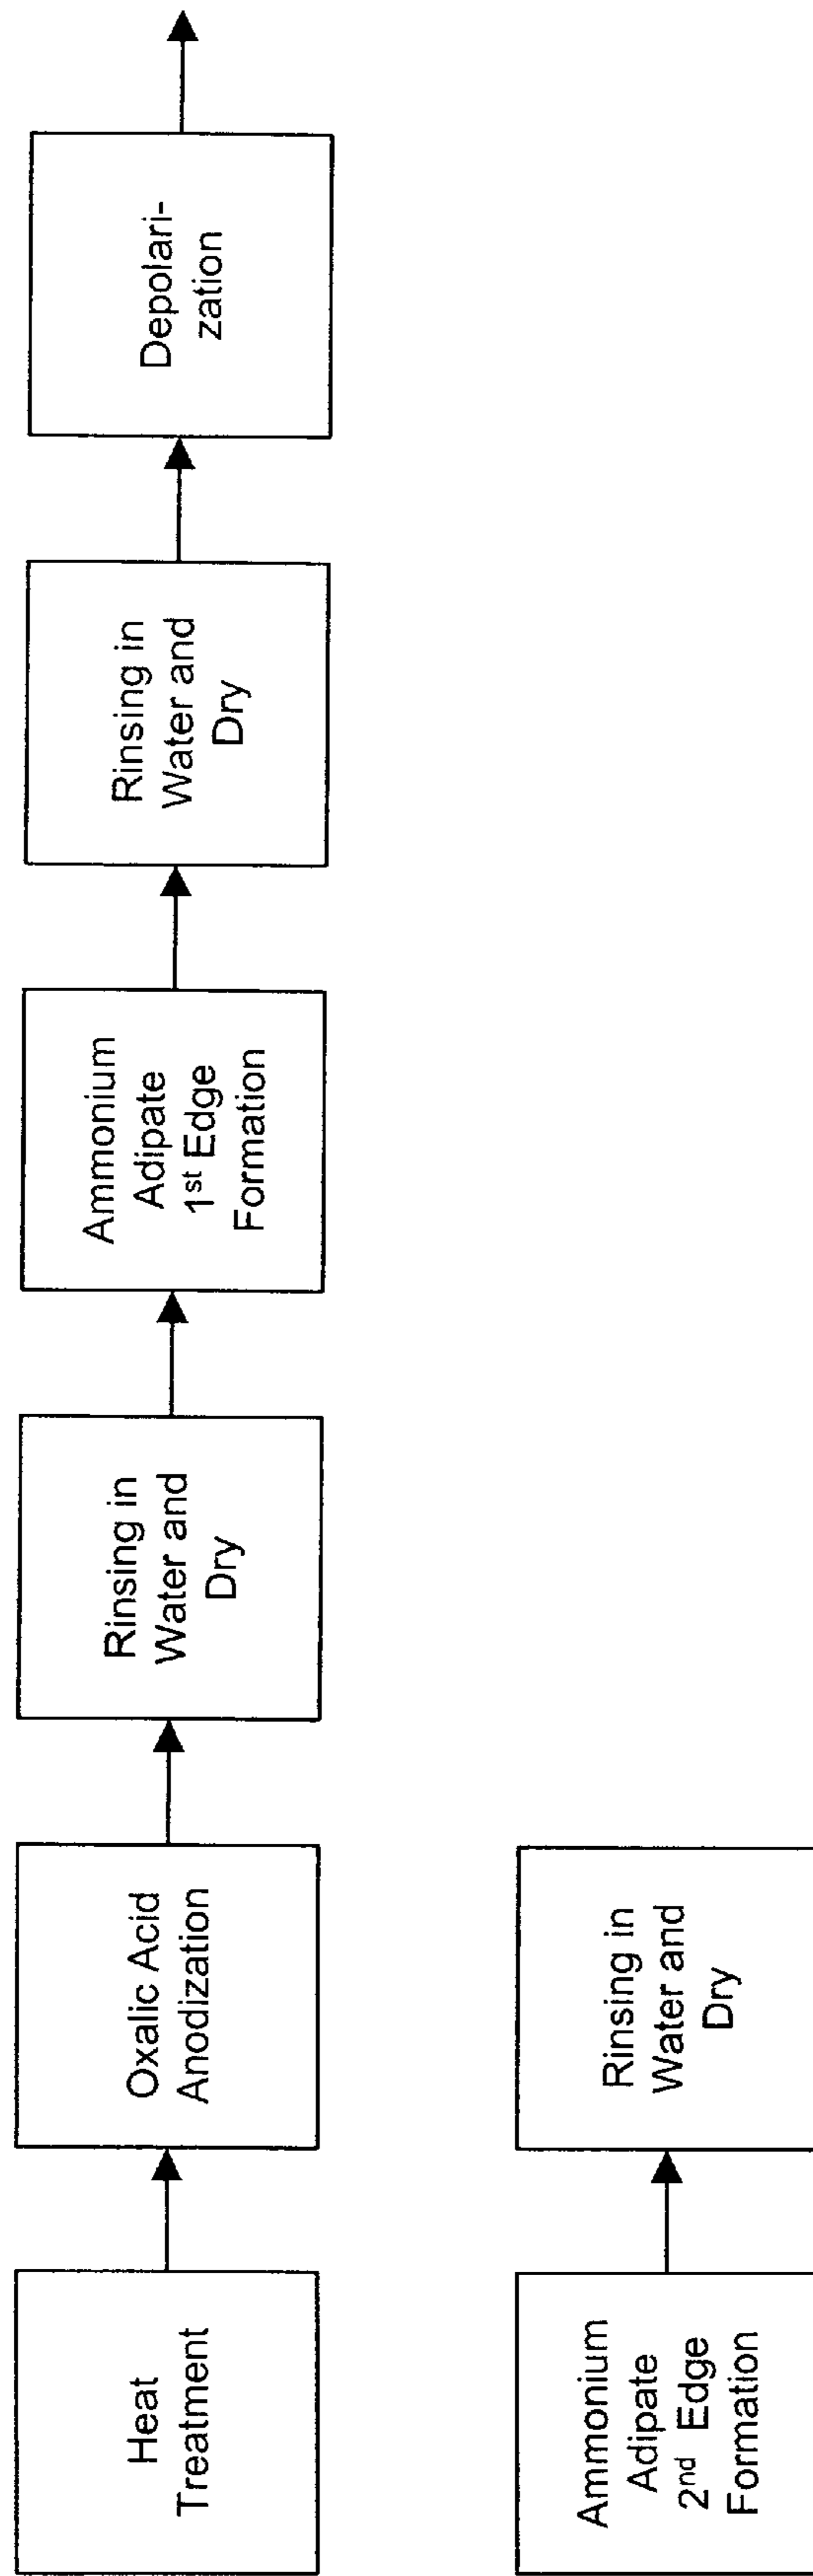 Heat
Treatment
Oxalic Acid
Anodization
Rinsing in
Water and
Dry
Ammonium
Adipate
1st Edge
Formation
Rinsing in
Water and
Dry
Depolari-
zation
Ammonium
Adipate
2nd Edge
Formation
Rinsing in
Water and
Dry